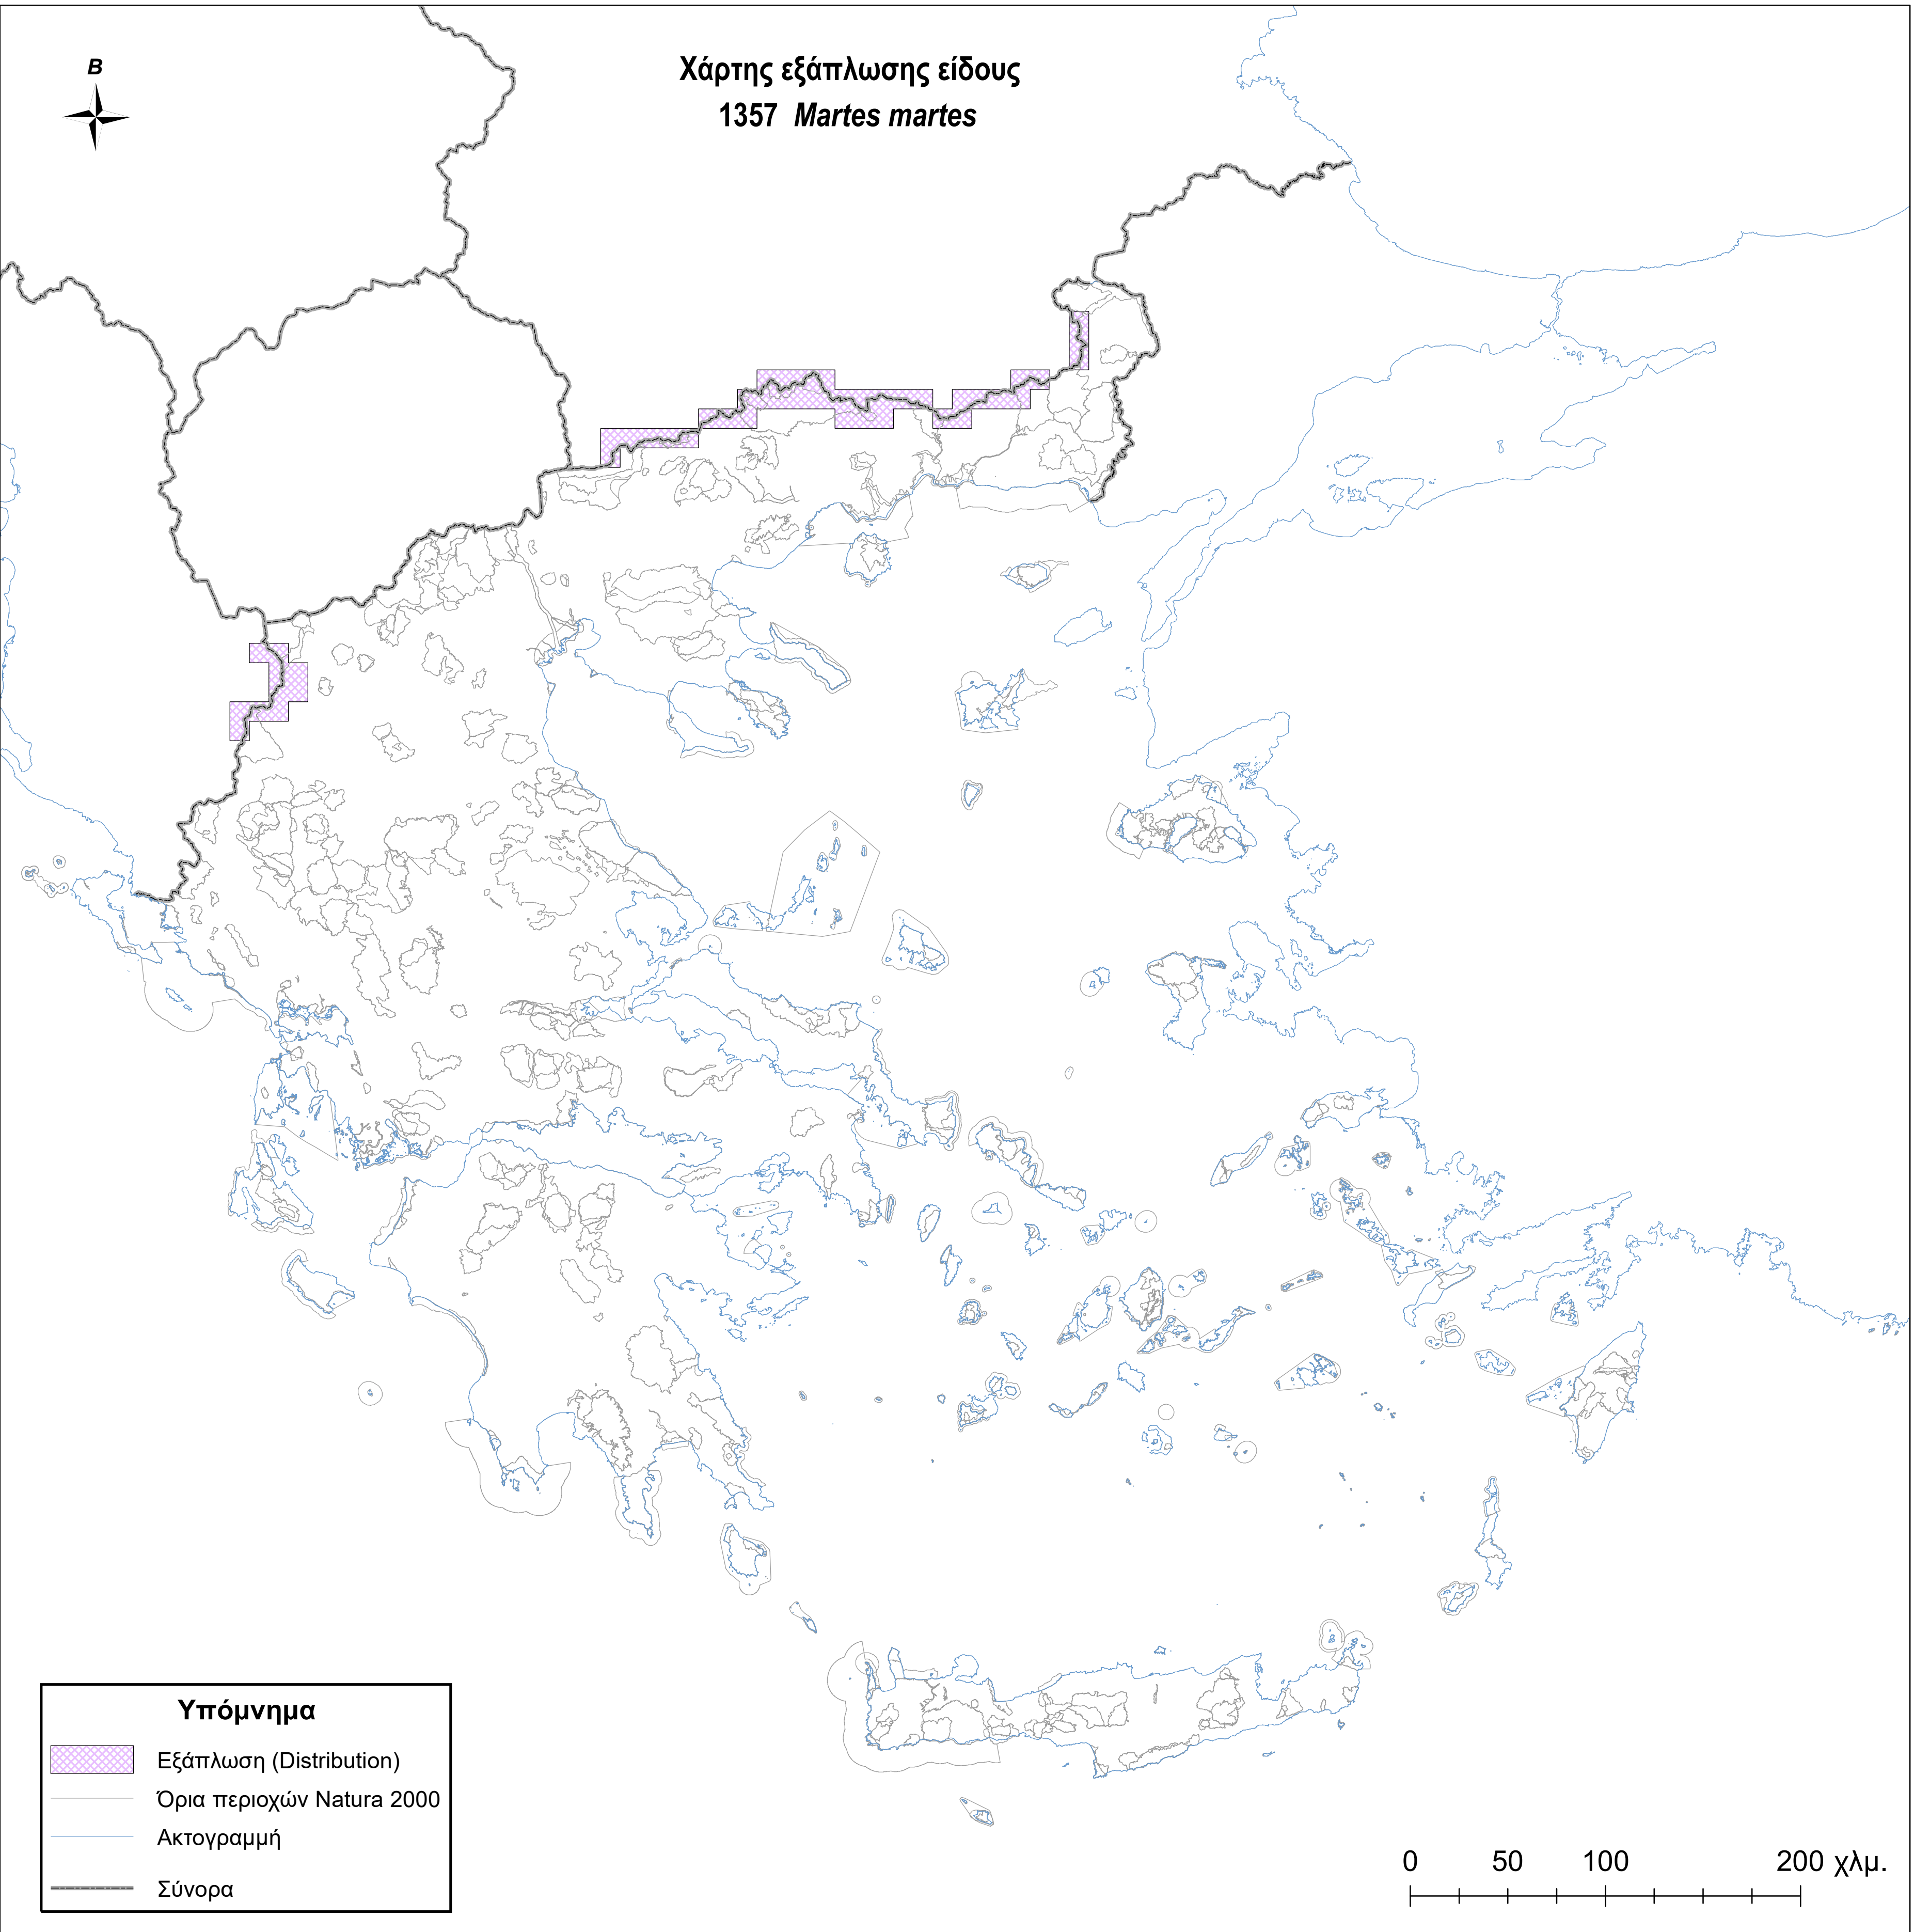 Β
Χάρτης εξάπλωσης είδους
1357 Martes martes
Υπόμνημα
Εξάπλωση (Distribution)
Όρια περιοχών Natura 2000
Ακτογραμμή
Σύνορα
0 50 100 200 χλμ.